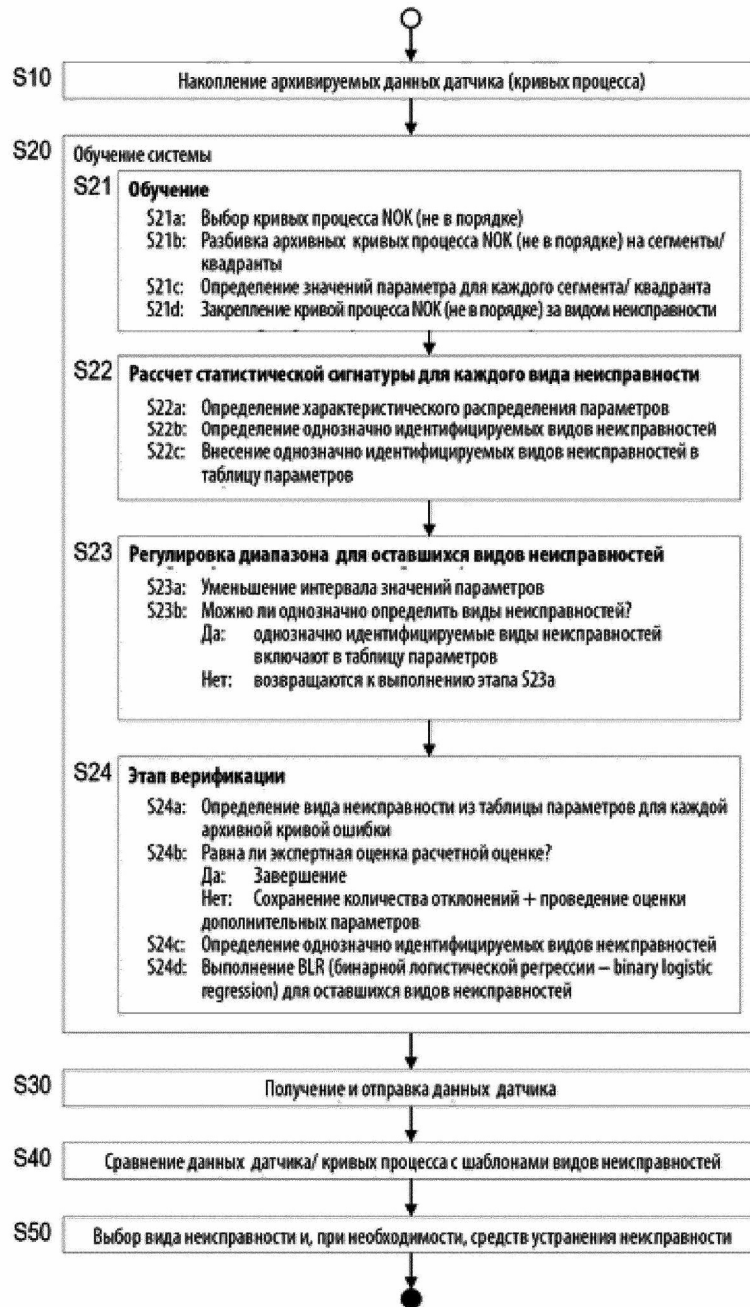 S10 Накопление архивируемых данных датчика (кривых процесса)
S20 Обучение системы
S21 Обучение
S21a: Выбор кривых процесса NOK (не в порядке)
S21b: Разбивка архивных кривых процесса NOK (не в порядке) на сегменты/
квадранты
S21c: Определение значений параметра для каждого сегмента/ квадранта
S21d: Закрепление кривой процесса NOK (не в порядке) за видом неисправности
S22 Рассчет статистической сигнатуры для каждого вида неисправности
S22a: Определение характеристического распределения параметров
S22b: Определение однозначно идентифицируемых видов неисправностей
S22c: Внесение однозначно идентифицируемых видов неисправностей в
таблицу параметров
S23 Регулировка диапазона для оставшихся видов неисправностей
S23a: Уменьшение интервала значений параметров
S23b: Можно ли однозначно определить виды неисправностей?
Да: однозначно идентифицируемые виды неисправностей
включают в таблицу параметров
Нет: возвращаются к выполнению этапа S23a
S24 Этап верификации
S24a: Определение вида неисправности из таблицы параметров для каждой
архивной кривой ошибки
S24b: Равна ли экспертная оценка расчетной оценке?
Да: Завершение
Нет: Сохранение количества отклонений + проведение оценки
дополнительных параметров
S24c: Определение однозначно идентифицируемых видов неисправностей
S24d: Выполнение BLR (бинарной логистической регрессии – binary logistic
regression) для оставшихся видов неисправностей
S30 Получение и отправка данных датчика
S40 Сравнение данных датчика/ кривых процесса с шаблонами видов неисправностей
S50 Выбор вида неисправности и, при необходимости, средств устранения неисправности